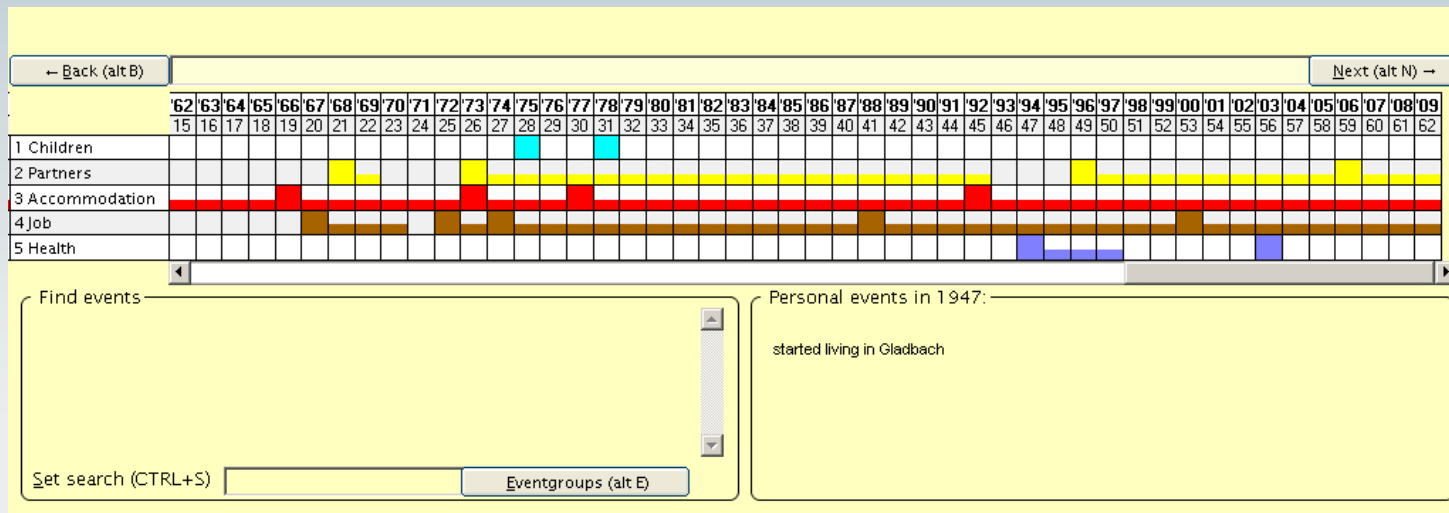 ← Back (alt B) Next (alt N) →
'62 '63 '64 '65 '66 '67 '68 '69 '70 '71 '72 '73 '74 '75 '76 '77 '78 '79 '80 '81 '82 '83 '84 '85 '86 '87 '88 '89 '90 '91 '92 '93 '94 '95 '96 '97 '98 '99 '00 '01 '02 '03 '04 '05 '06 '07 '08 '09
15 16 17 18 19 20 21 22 23 24 25 26 27 28 29 30 31 32 33 34 35 36 37 38 39 40 41 42 43 44 45 46 47 48 49 50 51 52 53 54 55 56 57 58 59 60 61 62
1 Children
2 Partners
3 Accommodation
4 Job
5 Health
Find events
Set search (CTRL+S) Eventgroups (alt E)
Personal events in 1947:
started living in Gladbach